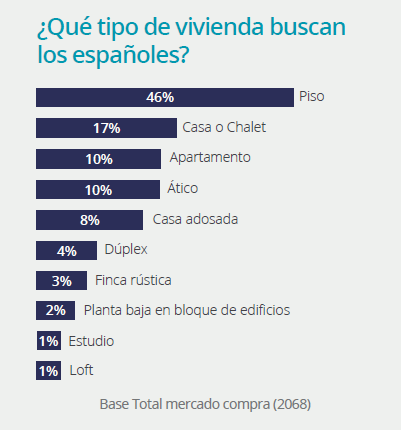 ¿Qué tipo de vivienda buscan
los españoles?
46% Piso
17% Casa o Chalet
10% Apartamento
10% Ático
8% Casa adosada
4% Dúplex
3% Finca rústica
2% Planta baja en bloque de edificios
1% Estudio
1% Loft
Base Total mercado compra (2068)